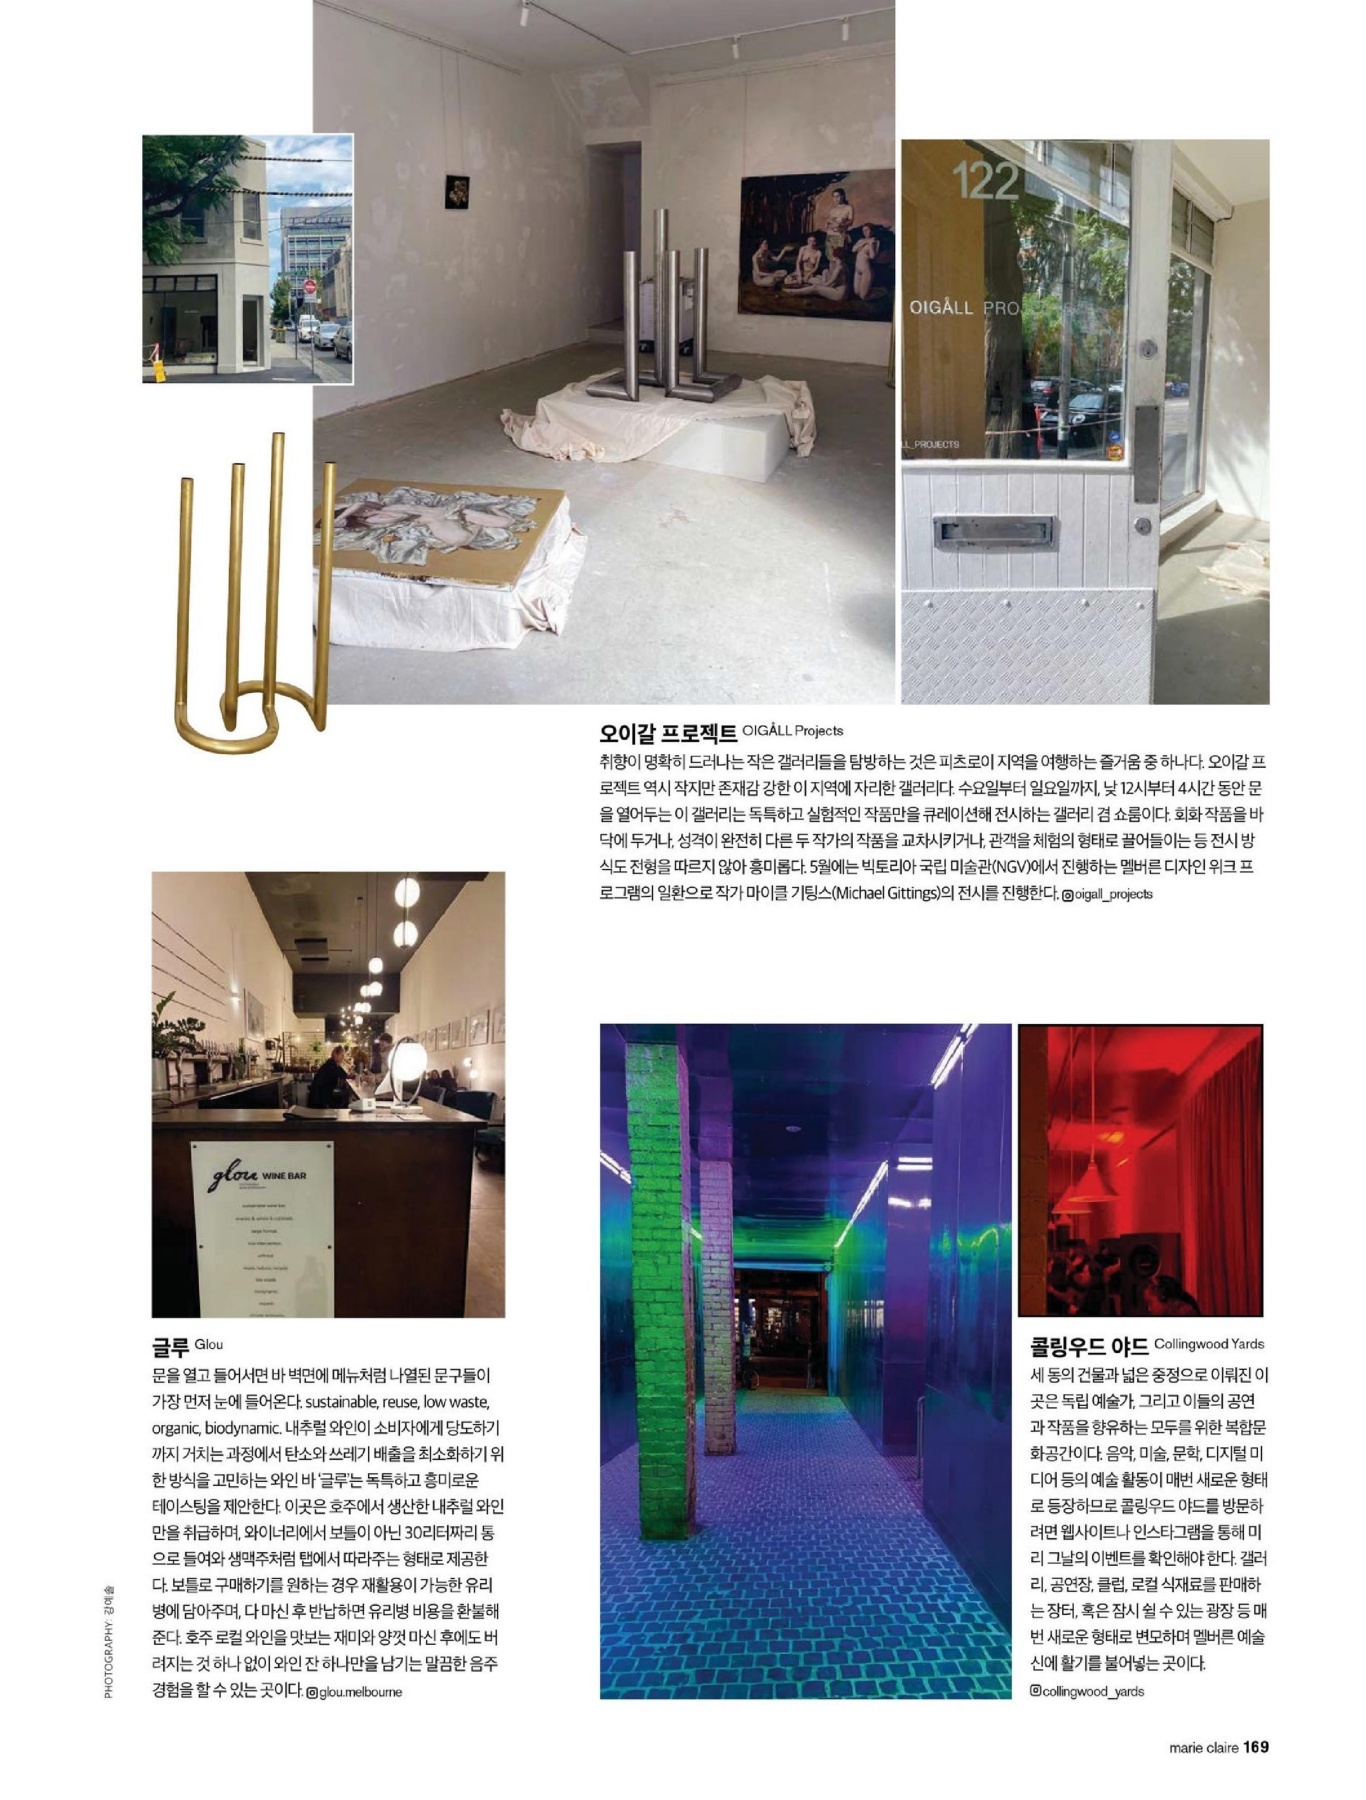 122
OIGÅLL PRO
LL_PROJECTS
오이갈 프로젝트 OIGÅLL Projects
취향이 명확히 드러나는 작은 갤러리들을 탐방하는 것은 피츠로이 지역을 여행하는 즐거움 중 하나다. 오이갈 프
로젝트 역시 작지만 존재감 강한 이 지역에 자리한 갤러리다. 수요일부터 일요일까지, 낮 12시부터 4시간 동안 문
을 열어두는 이 갤러리는 독특하고 실험적인 작품만을 큐레이션해 전시하는 갤러리 겸 쇼룸이다. 회화 작품을 바
닥에 두거나, 성격이 완전히 다른 두 작가의 작품을 교차시키거나, 관객을 체험의 형태로 끌어들이는 등 전시 방
식도 전형을 따르지 않아 흥미롭다. 5월에는 빅토리아 국립 미술관(NGV)에서 진행하는 멜버른 디자인 위크 프
로그램의 일환으로 작가 마이클 기팅스(Michael Gittings)의 전시를 진행한다. oigall_projects
glou WINE BAR
글루 Glou
문을 열고 들어서면 바 벽면에 메뉴처럼 나열된 문구들이
가장 먼저 눈에 들어온다. sustainable, reuse, low waste,
organic, biodynamic. 내추럴 와인이 소비자에게 당도하기
까지 거치는 과정에서 탄소와 쓰레기 배출을 최소화하기 위
한 방식을 고민하는 와인 바 '글루'는 독특하고 흥미로운
테이스팅을 제안한다. 이곳은 호주에서 생산한 내추럴 와인
만을 취급하며, 와이너리에서 보틀이 아닌 30리터짜리 통
으로 들여와 생맥주처럼 탭에서 따라주는 형태로 제공한
다. 보틀로 구매하기를 원하는 경우 재활용이 가능한 유리
병에 담아주며, 다 마신 후 반납하면 유리병 비용을 환불해
준다. 호주 로컬 와인을 맛보는 재미와 양껏 마신 후에도 버
려지는 것 하나 없이 와인 잔 하나만을 남기는 말끔한 음주
경험을 할 수 있는 곳이다. glou.melbourne
콜링우드 야드 Collingwood Yards
세 동의 건물과 넓은 중정으로 이뤄진 이
곳은 독립 예술가, 그리고 이들의 공연
과 작품을 향유하는 모두를 위한 복합문
화공간이다. 음악, 미술, 문학, 디지털 미
디어 등의 예술 활동이 매번 새로운 형태
로 등장하므로 콜링우드 야드를 방문하
려면 웹사이트나 인스타그램을 통해 미
리 그날의 이벤트를 확인해야 한다. 갤러
리, 공연장, 클럽, 로컬 식재료를 판매하
는 장터, 혹은 잠시 쉴 수 있는 광장 등 매
번 새로운 형태로 변모하며 멜버른 예술
신에 활기를 불어넣는 곳이다.
collingwood_yards
PHOTOGRAPHY: 강예솔
marie claire 169